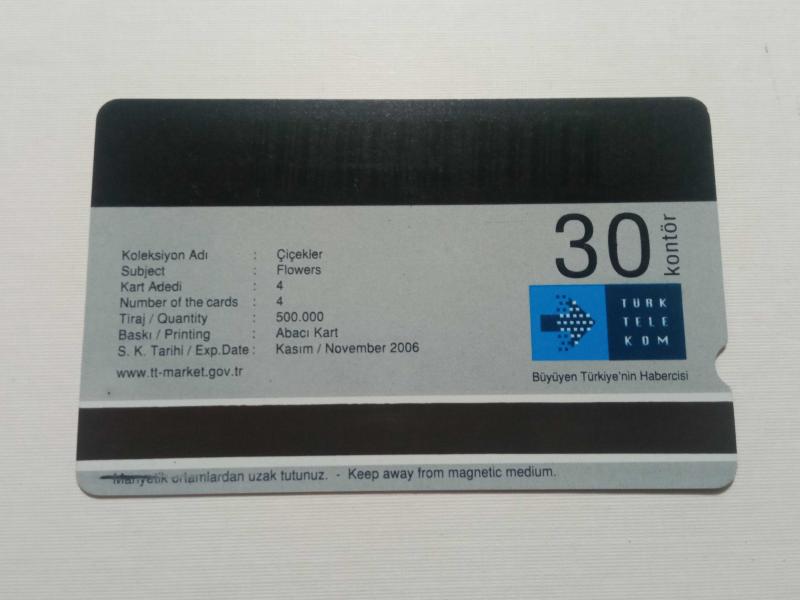 30 kontör
Koleksiyon Adı : Çiçekler
Subject : Flowers
Kart Adedi : 4
Number of the cards : 4
Tiraj / Quantity : 500.000
Baskı / Printing : Abacı Kart
S. K. Tarihi / Exp.Date : Kasım / November 2006
www.tt-market.gov.tr
TÜRK
TELE
KOM
Büyüyen Türkiye'nin Habercisi
Manyetik ortamlardan uzak tutunuz. - Keep away from magnetic medium.